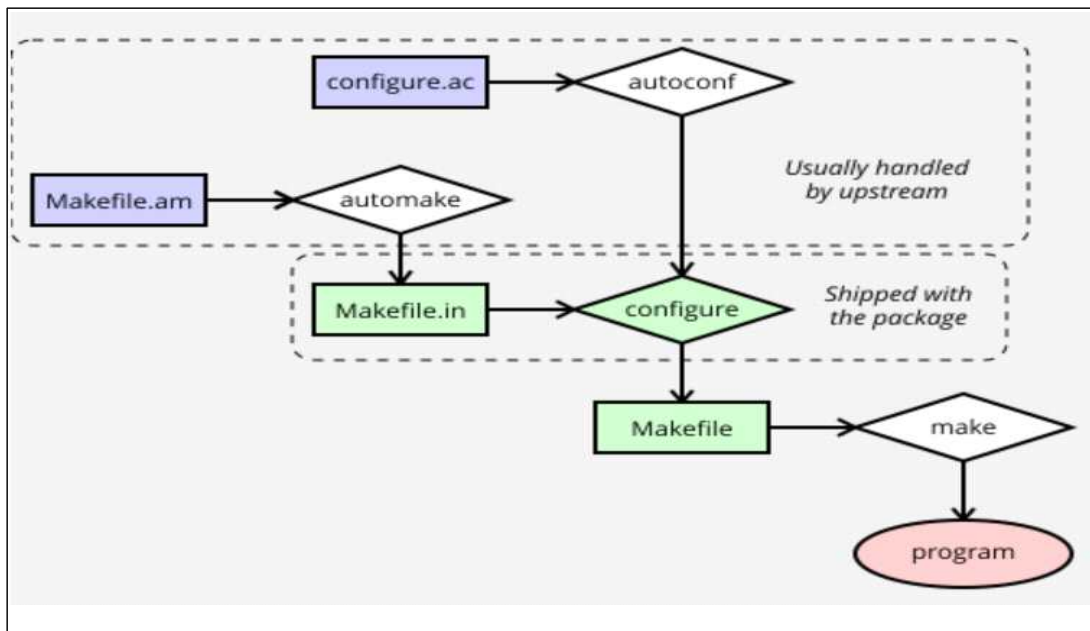 configure.ac
autoconf
Usually handled
by upstream
Makefile.am
automake
Makefile.in
configure
Shipped with
the package
Makefile
make
program